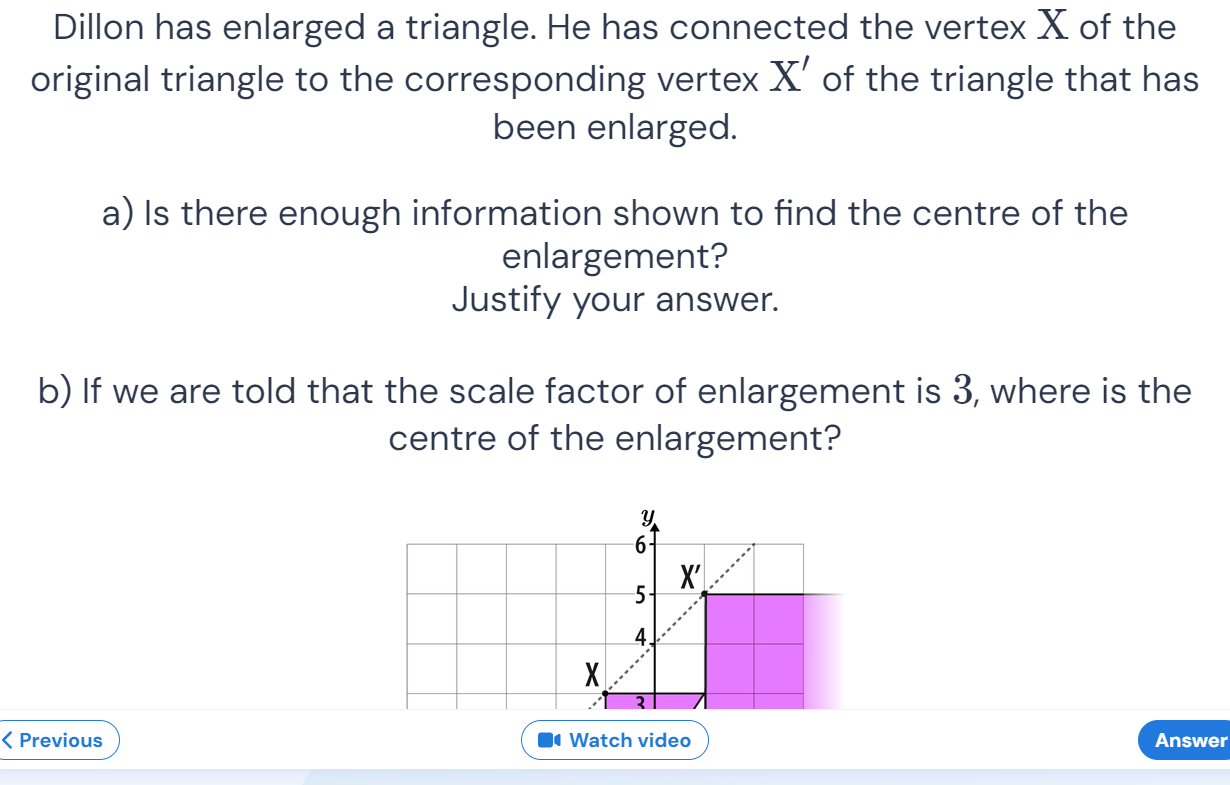 Dillon has enlarged a triangle. He has connected the vertex X of the
original triangle to the corresponding vertex X′ of the triangle that has
been enlarged.
a) Is there enough information shown to find the centre of the
enlargement?
Justify your answer.
b) If we are told that the scale factor of enlargement is 3, where is the
centre of the enlargement?
y
6
X′
5
4
X
3
Previous
Watch video
Answer